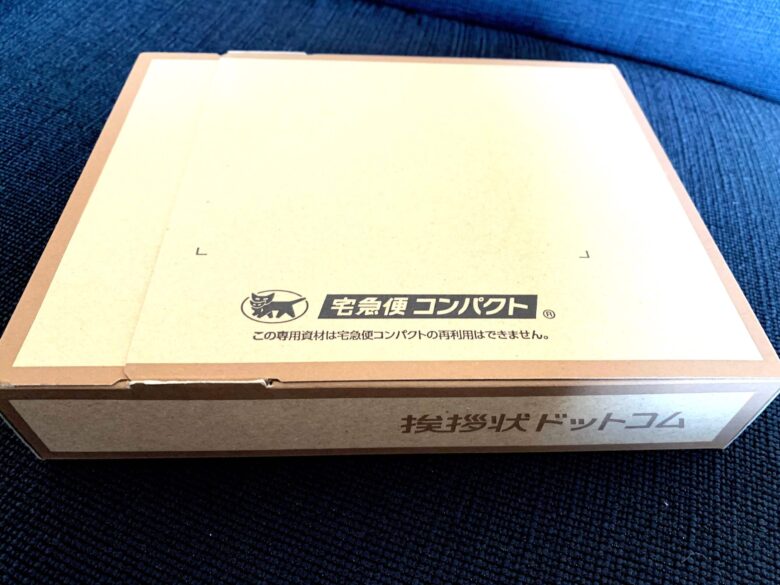 宅急便 コンパクト ®
この専用資材は宅急便コンパクトの再利用はできません。
挨拶状ドットコム